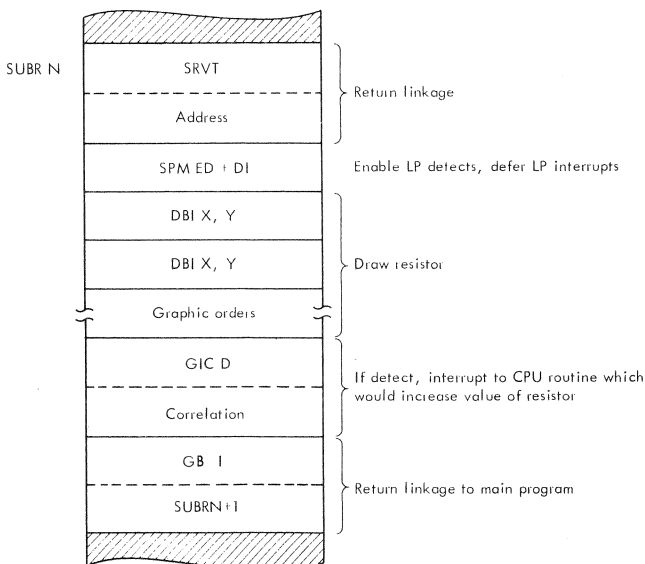 SUBR N
SRVT
Address
Return linkage
SPM ED + DI
Enable LP detects, defer LP interrupts
DBI X, Y
DBI X, Y
Graphic orders
Draw resistor
GIC D
Correlation
If detect, interrupt to CPU routine which
would increase value of resistor
GB I
SUBRN+1
Return linkage to main program